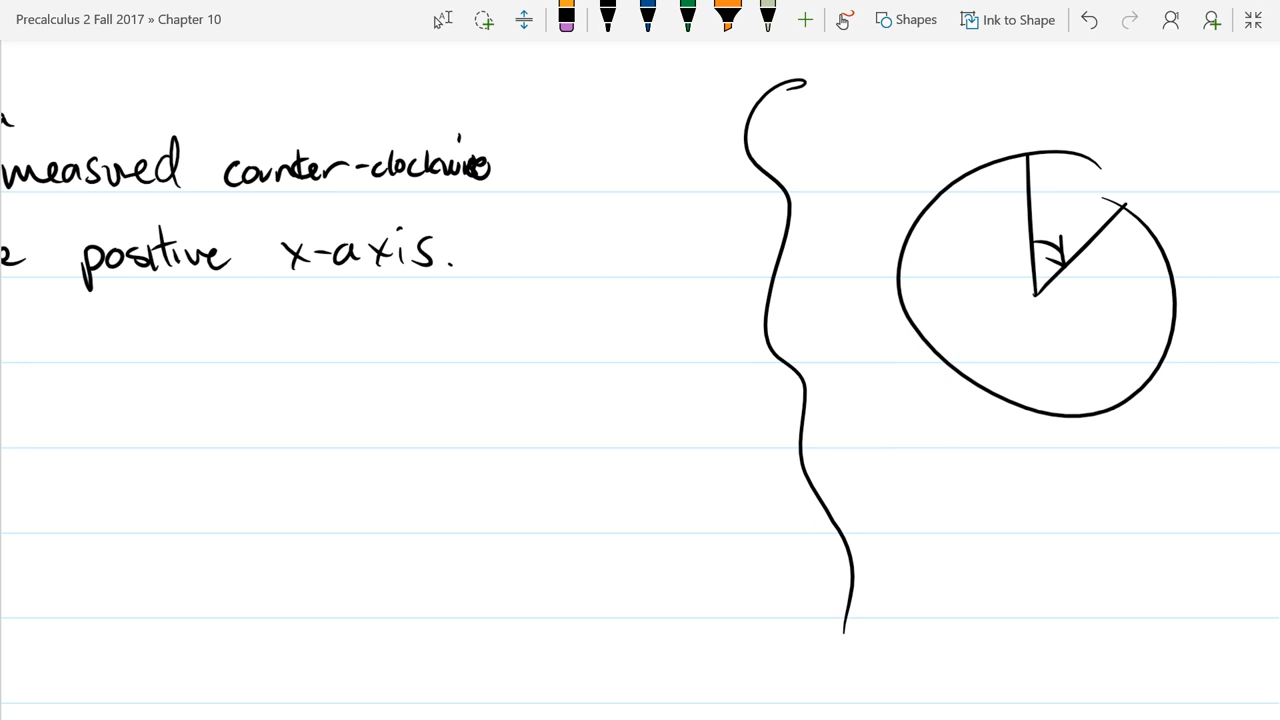 Precalculus 2 Fall 2017 » Chapter 10
Shapes
Ink to Shape
measured counter-clockwise
positive x-axis.